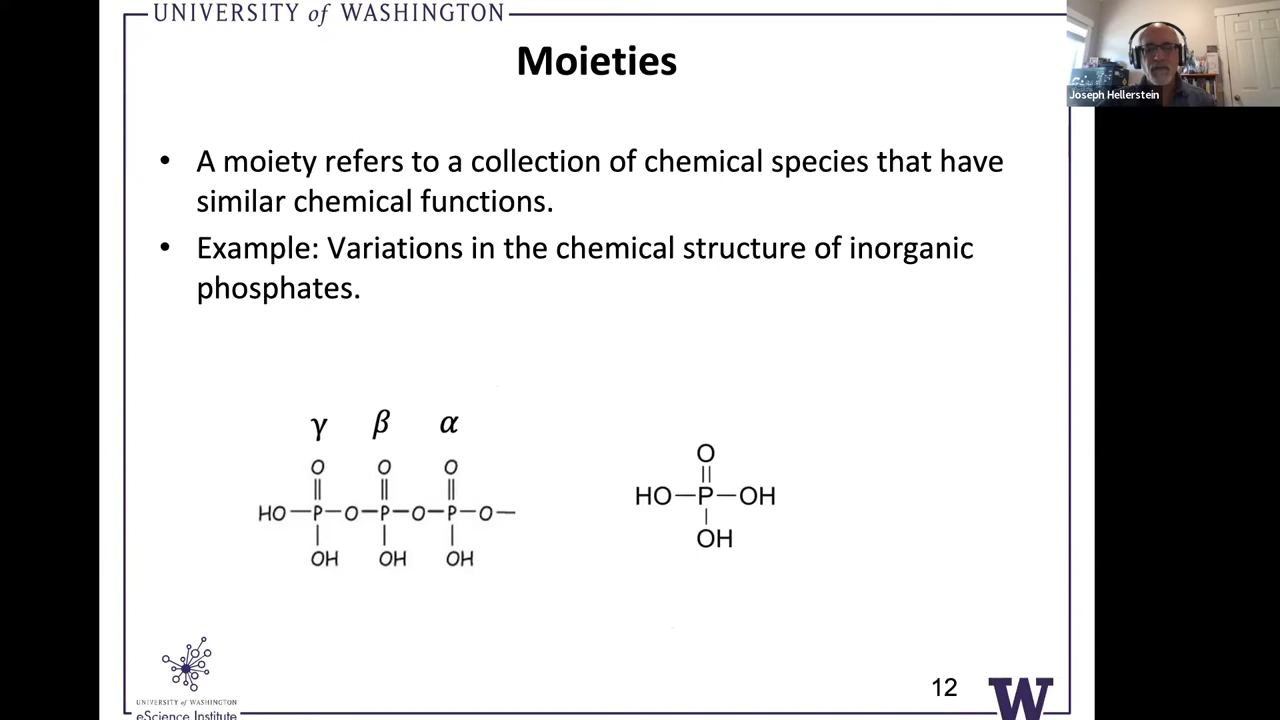 UNIVERSITY of WASHINGTON
Moieties
Joseph Hellerstein
• A moiety refers to a collection of chemical species that have
similar chemical functions.
• Example: Variations in the chemical structure of inorganic
phosphates.
γ β α
O O O
HO—P—O—P—O—P—O—
OH OH OH
O
HO—P—OH
OH
UNIVERSITY of WASHINGTON
eScience Institute
12
W